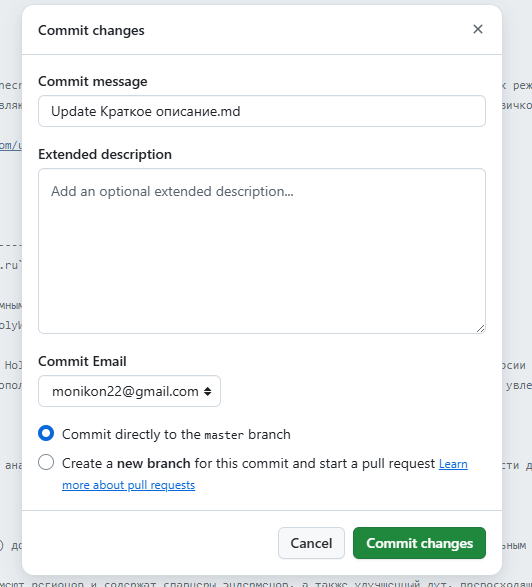 Commit changes
Commit message
Update Краткое описание.md
Extended description
Add an optional extended description...
Commit Email
monikon22@gmail.com
Commit directly to the master branch
Create a new branch for this commit and start a pull request Learn
more about pull requests
Cancel
Commit changes